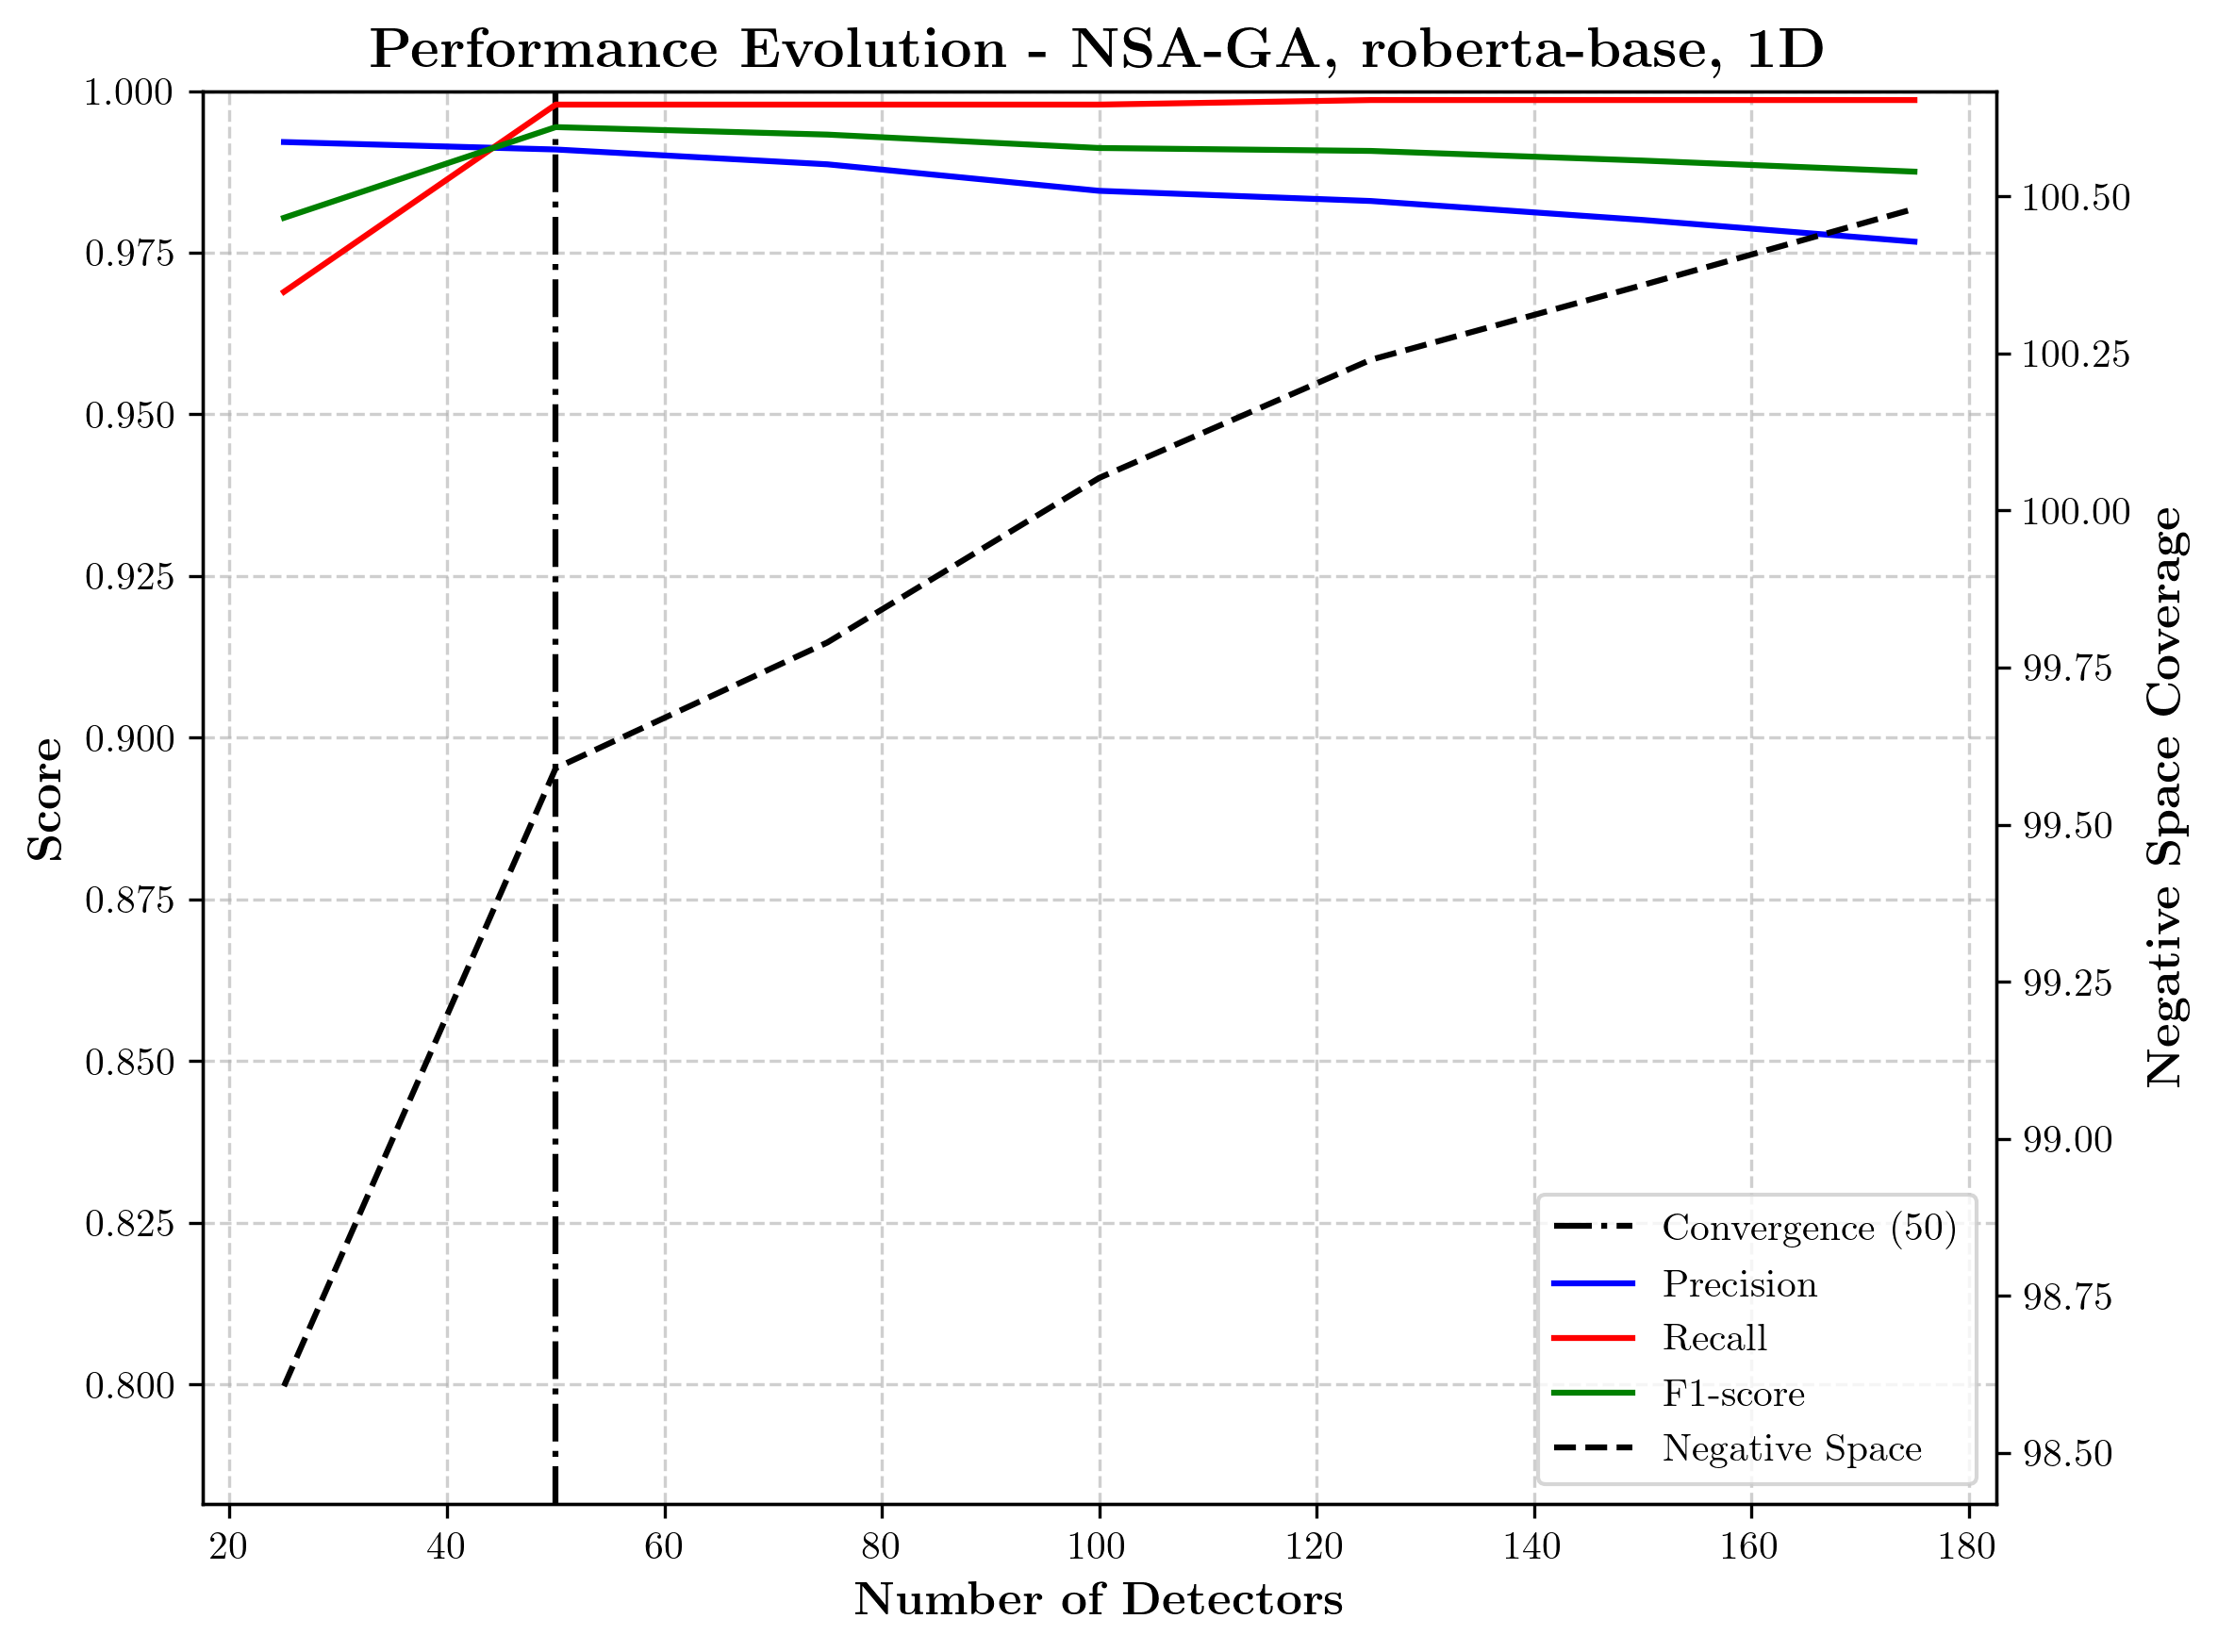 Performance Evolution - NSA-GA, roberta-base, 1D
1.000
0.975
0.950
0.925
0.900
0.875
0.850
0.825
0.800
Score
100.50
100.25
100.00
99.75
99.50
99.25
99.00
98.75
98.50
Negative Space Coverage
Convergence (50)
Precision
Recall
F1-score
Negative Space
20 40 60 80 100 120 140 160 180
Number of Detectors